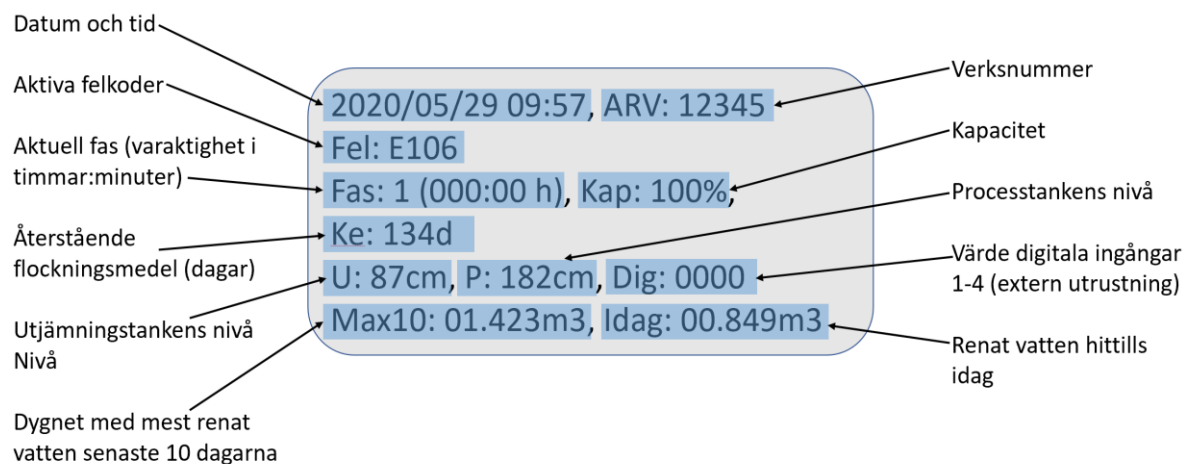 Datum och tid
Aktiva felkoder
Aktuell fas (varaktighet i
timmar:minuter)
Återstående
flockningsmedel (dagar)
Utjämningstankens nivå
Nivå
Dygnet med mest renat
vatten senaste 10 dagarna
2020/05/29 09:57, ARV: 12345
Fel: E106
Fas: 1 (000:00 h), Kap: 100%,
Ke: 134d
U: 87cm, P: 182cm, Dig: 0000
Max10: 01.423m3, Idag: 00.849m3
Verksnummer
Kapacitet
Processtankens nivå
Värde digitala ingångar
1-4 (extern utrustning)
Renat vatten hittills
idag